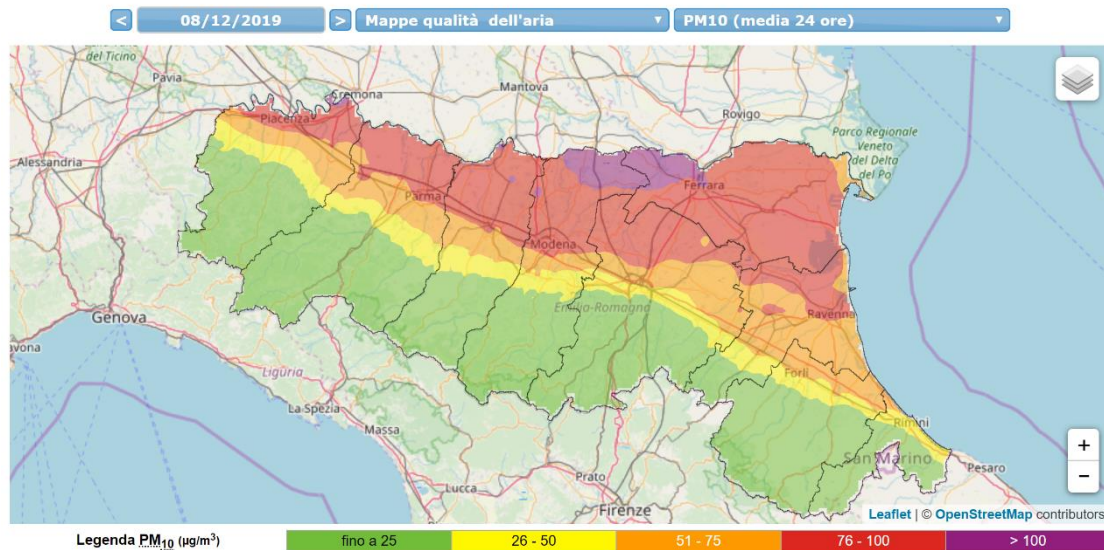 < 08/12/2019 > Mappe qualità dell'aria PM10 (media 24 ore)
del Ticino
Pavia
Cremona
Mantova
Rovigo
Piacenza
Parco Regionale
Veneto
del Delta
del Po
Alessandria
Ferrara
Parma
Modena
Emilia-Romagna
Ravenna
Genova
Forlì
Liguria
La Spezia
Rimini
Massa
San Marino
Pesaro
Prato
Lucca
Firenze
+
-
Leaflet | © OpenStreetMap contributors
Legenda PM10 (µg/m³) fino a 25 26 - 50 51 - 75 76 - 100 > 100